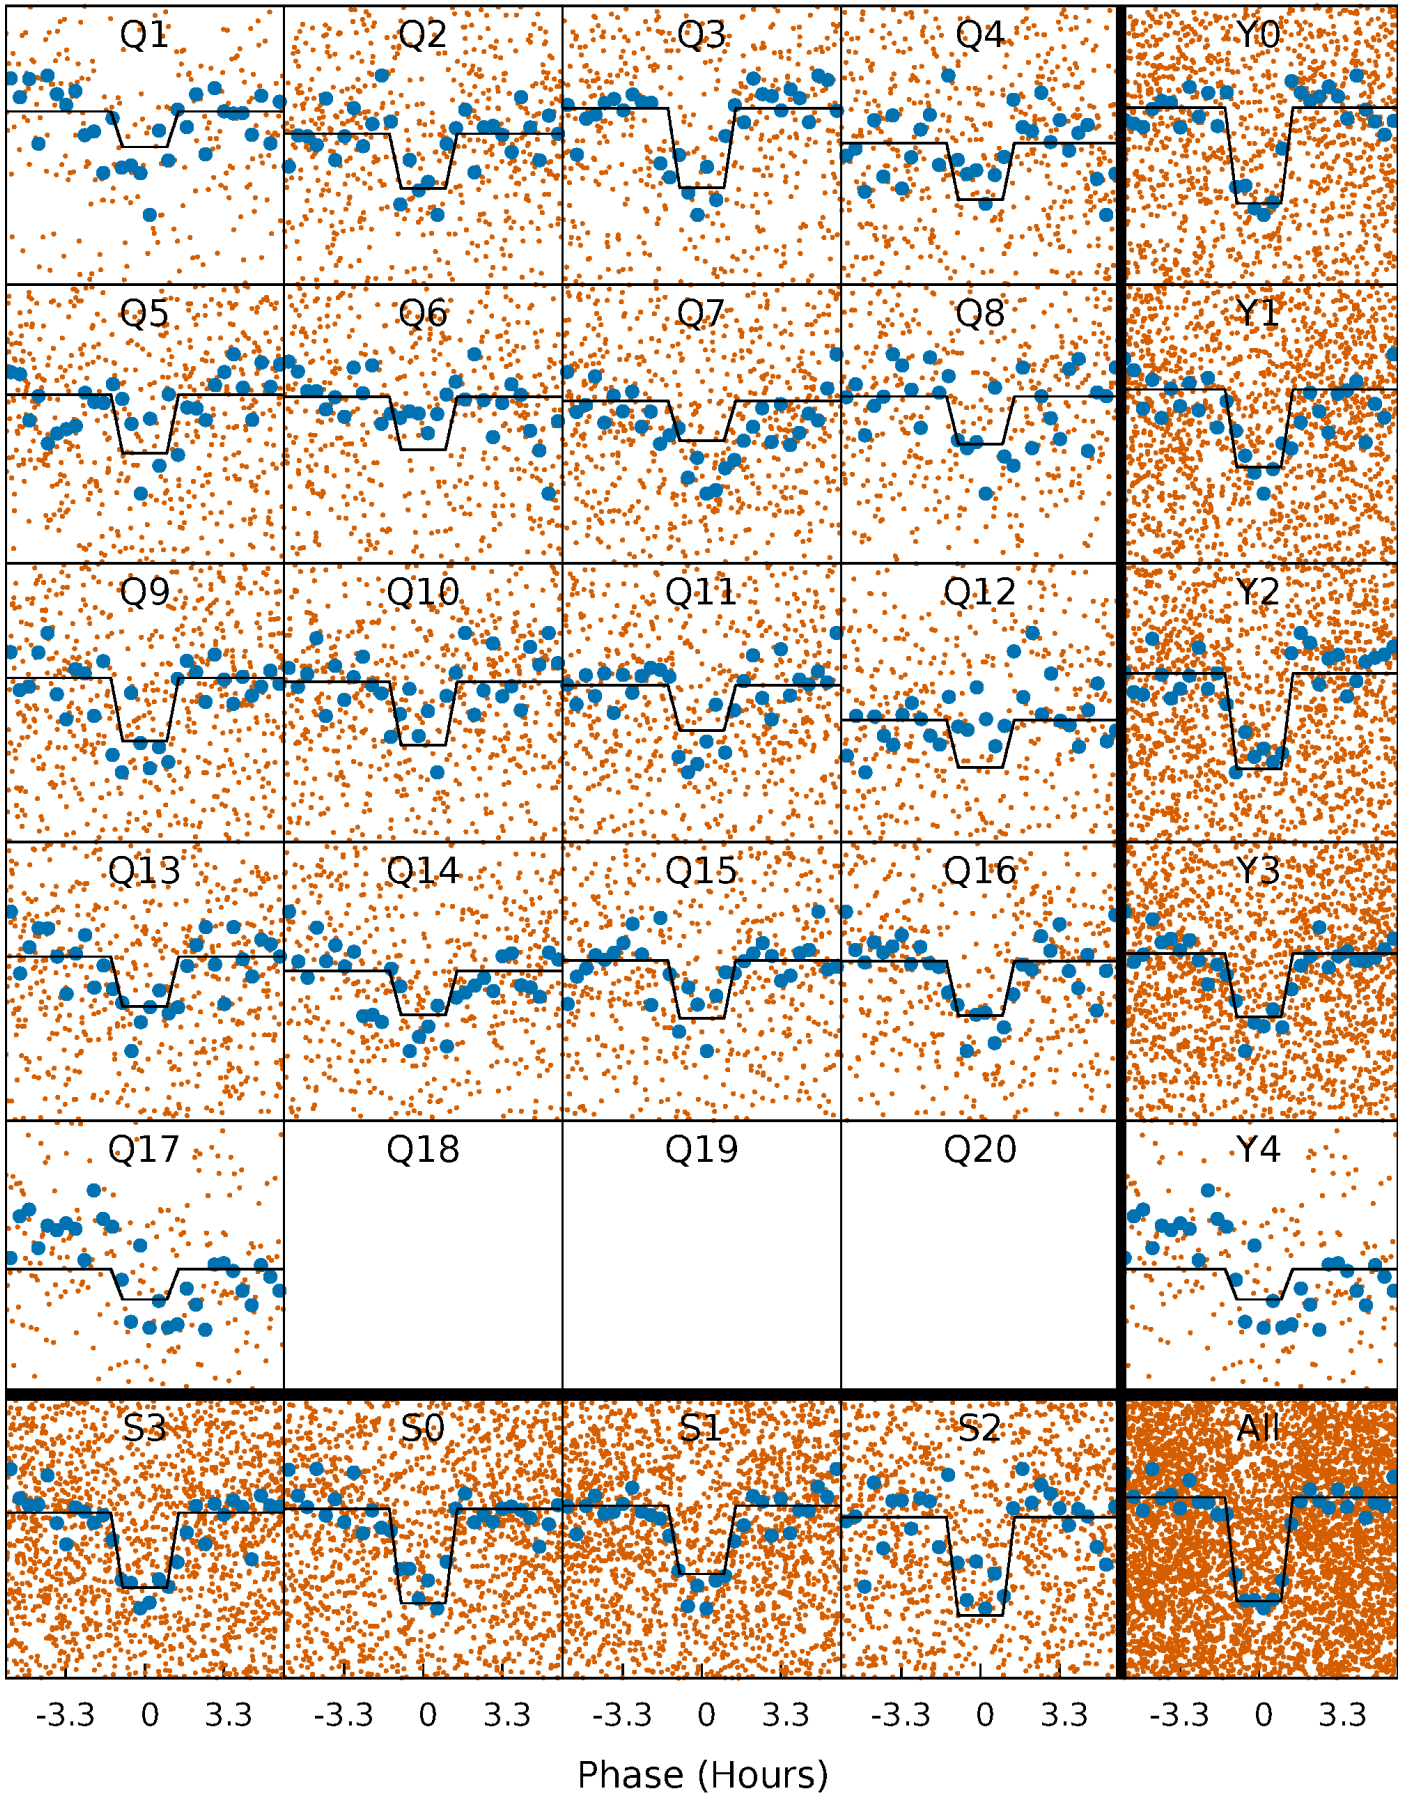 Q1 Q2 Q3 Q4 Y0
Q5 Q6 Q7 Q8 Y1
Q9 Q10 Q11 Q12 Y2
Q13 Q14 Q15 Q16 Y3
Q17 Q18 Q19 Q20 Y4
S3 S0 S1 S2 All
-3.3 0 3.3 -3.3 0 3.3 -3.3 0 3.3 -3.3 0 3.3 -3.3 0 3.3
Phase (Hours)